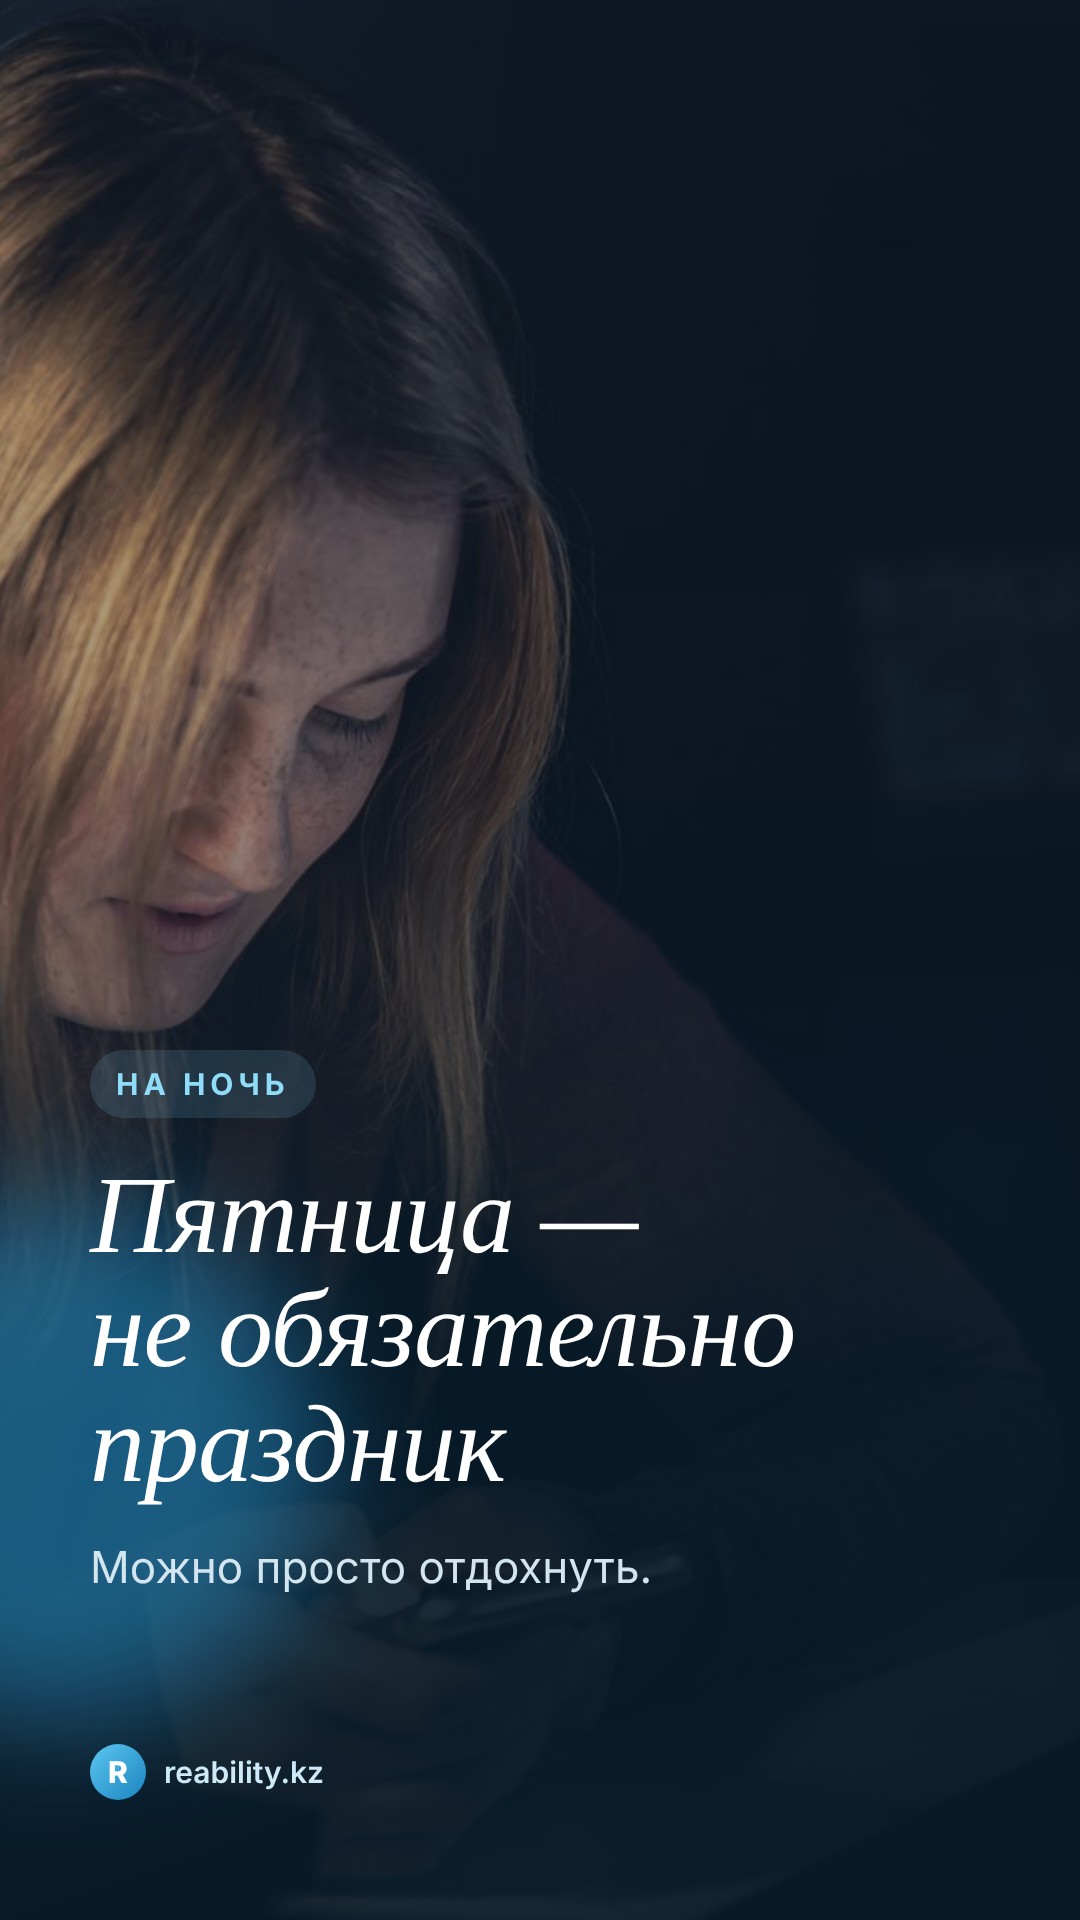 НА НОЧЬ
Пятница —
не обязательно
праздник
Можно просто отдохнуть.
R reability.kz